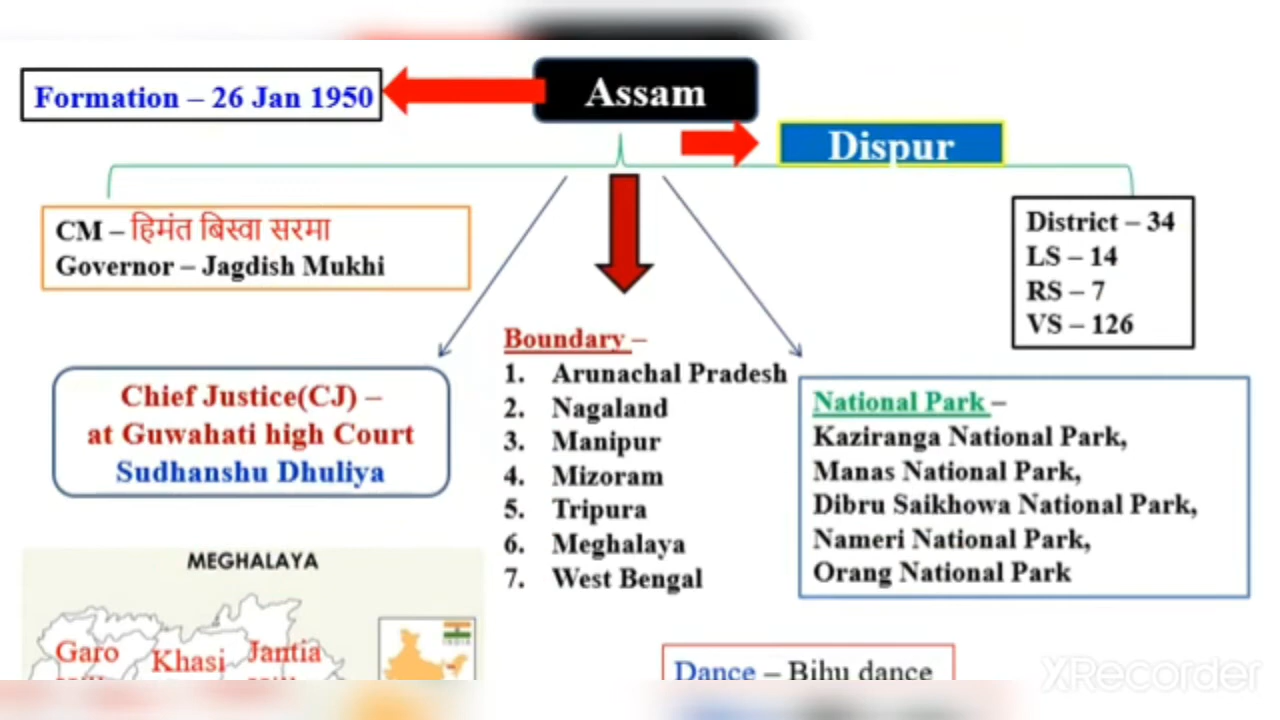 Assam
Formation – 26 Jan 1950
Dispur
CM – हिमंत बिस्वा सरमा
Governor – Jagdish Mukhi
District – 34
LS – 14
RS – 7
VS – 126
Chief Justice(CJ) –
at Guwahati high Court
Sudhanshu Dhuliya
Boundary –
1. Arunachal Pradesh
2. Nagaland
3. Manipur
4. Mizoram
5. Tripura
6. Meghalaya
7. West Bengal
National Park –
Kaziranga National Park,
Manas National Park,
Dibru Saikhowa National Park,
Nameri National Park,
Orang National Park
MEGHALAYA
INDIA
Garo
Khasi
Jantia
Dance – Bihu dance
XRecorder